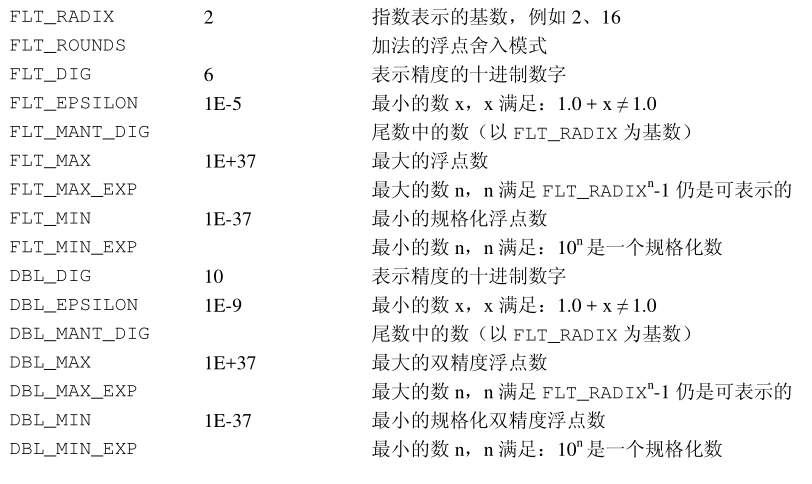 FLT_RADIX 2 指数表示的基数，例如 2、16
FLT_ROUNDS 加法的浮点舍入模式
FLT_DIG 6 表示精度的十进制数字
FLT_EPSILON 1E-5 最小的数 x，x 满足：1.0 + x ≠ 1.0
FLT_MANT_DIG 尾数中的数（以 FLT_RADIX 为基数）
FLT_MAX 1E+37 最大的浮点数
FLT_MAX_EXP 最大的数 n，n 满足 FLT_RADIXⁿ-1 仍是可表示的
FLT_MIN 1E-37 最小的规格化浮点数
FLT_MIN_EXP 最小的数 n，n 满足：10ⁿ 是一个规格化数
DBL_DIG 10 表示精度的十进制数字
DBL_EPSILON 1E-9 最小的数 x，x 满足：1.0 + x ≠ 1.0
DBL_MANT_DIG 尾数中的数（以 FLT_RADIX 为基数）
DBL_MAX 1E+37 最大的双精度浮点数
DBL_MAX_EXP 最大的数 n，n 满足 FLT_RADIXⁿ-1 仍是可表示的
DBL_MIN 1E-37 最小的规格化双精度浮点数
DBL_MIN_EXP 最小的数 n，n 满足：10ⁿ 是一个规格化数